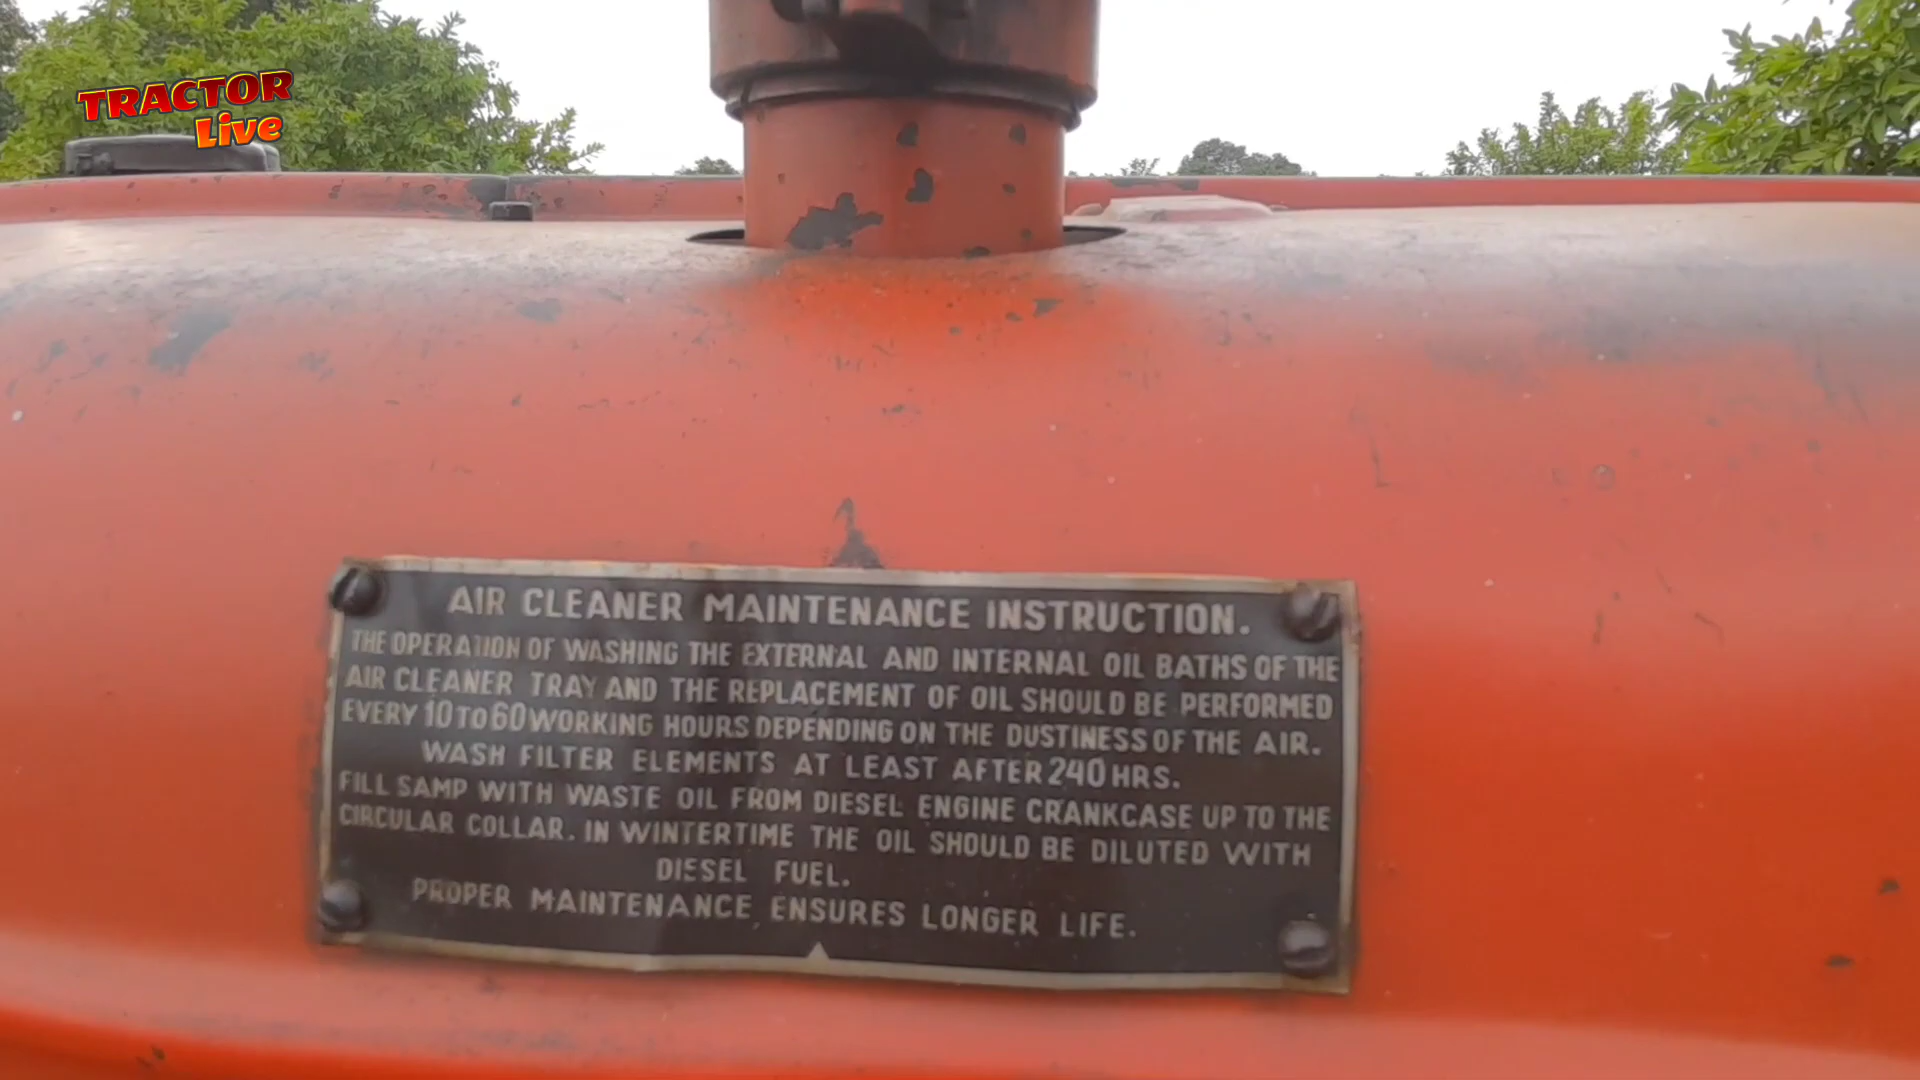 TRACTOR
Live
AIR CLEANER MAINTENANCE INSTRUCTION.
THE OPERATION OF WASHING THE EXTERNAL AND INTERNAL OIL BATHS OF THE
AIR CLEANER TRAY AND THE REPLACEMENT OF OIL SHOULD BE PERFORMED
EVERY 10 TO 60 WORKING HOURS DEPENDING ON THE DUSTINESS OF THE AIR.
WASH FILTER ELEMENTS AT LEAST AFTER 240 HRS.
FILL SAMP WITH WASTE OIL FROM DIESEL ENGINE CRANKCASE UP TO THE
CIRCULAR COLLAR. IN WINTERTIME THE OIL SHOULD BE DILUTED WITH
DIESEL FUEL.
PROPER MAINTENANCE ENSURES LONGER LIFE.